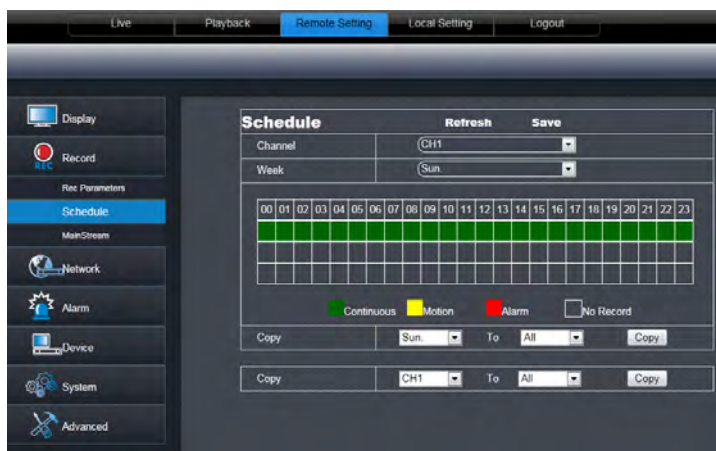 Live Playback Remote Setting Local Setting Logout
Display
Record
REC
Rec Parameters
Schedule
MainStream
Network
Alarm
Device
System
Advanced
Schedule Refresh Save
Channel CH1
Week Sun.
00 01 02 03 04 05 06 07 08 09 10 11 12 13 14 15 16 17 18 19 20 21 22 23
Continuous Motion Alarm No Record
Copy Sun. To All Copy
Copy CH1 To All Copy